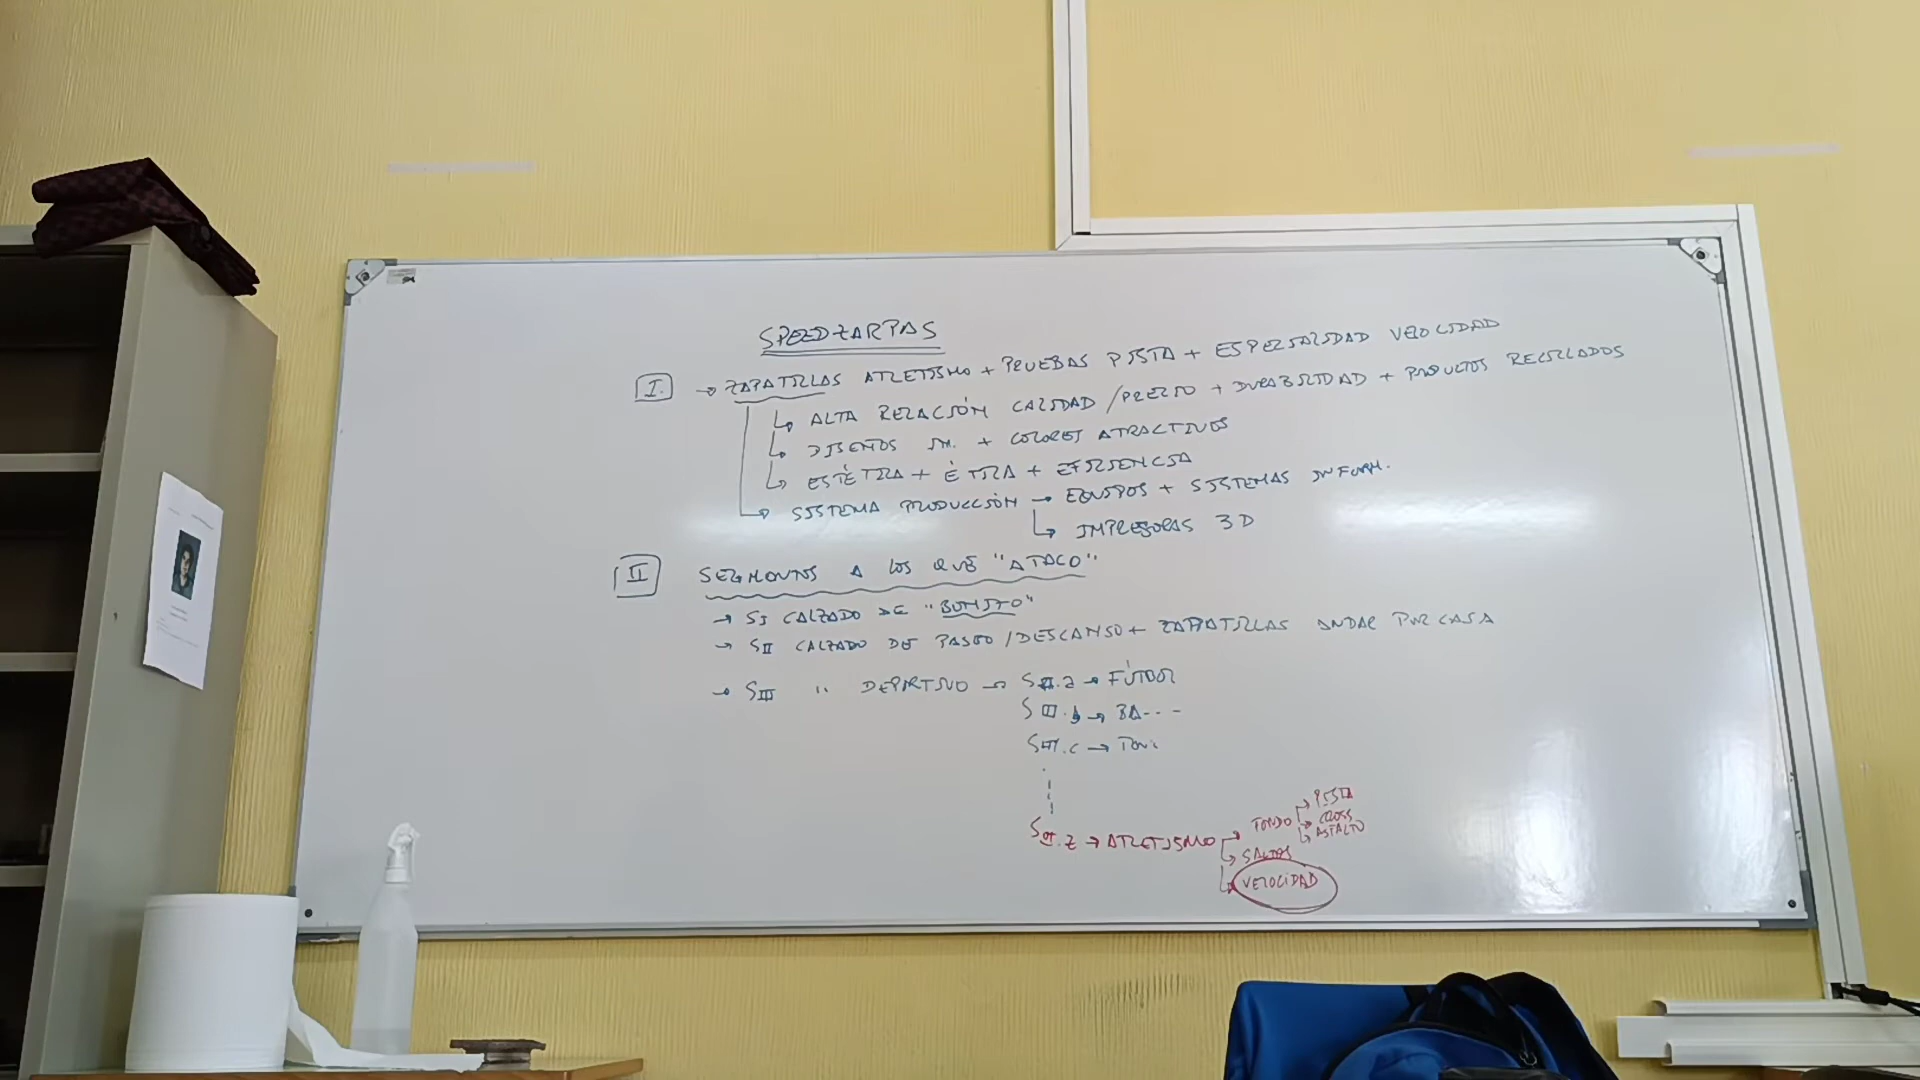 SPEEDZARPAS
I. → ZAPATILLAS ATLETISMO + PRUEBAS PISTA + ESPECIALIDAD VELOCIDAD
↳ ALTA RELACIÓN CALIDAD / PRECIO + DURABILIDAD + PRODUCTOS RECICLADOS
↳ DISEÑOS + COLORES ATRACTIVOS
↳ ESTÉTICA + ÉTICA + EFICIENCIA
↳ SISTEMA PRODUCCIÓN → EQUIPOS + SISTEMAS INFORM.
↳ IMPRESORAS 3D
II SEGMENTOS A LOS QUE "ATACO"
→ SI CALZADO DE "BONITO"
→ SII CALZADO DE PASEO / DESCANSO + ZAPATILLAS ANDAR POR CASA
→ SIII " DEPORTIVO → SIII.a → FÚTBOL
SIII.b → BA---
SIII.c →
SIII.Z → ATLETISMO → FONDO → PISTA
→ CROSS
→ ASFALTO
→ SALTOS
→ VELOCIDAD